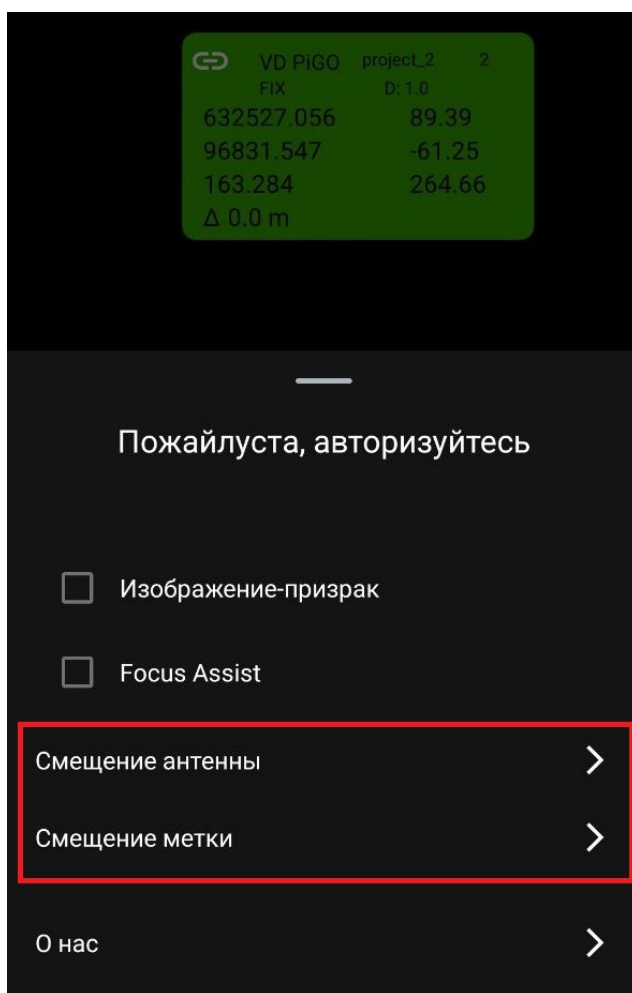 VD PiGO project_2 2
FIX D: 1.0
632527.056 89.39
96831.547 -61.25
163.284 264.66
Δ 0.0 m
Пожайлуста, авторизуйтесь
Изображение-призрак
Focus Assist
Смещение антенны
Смещение метки
О нас